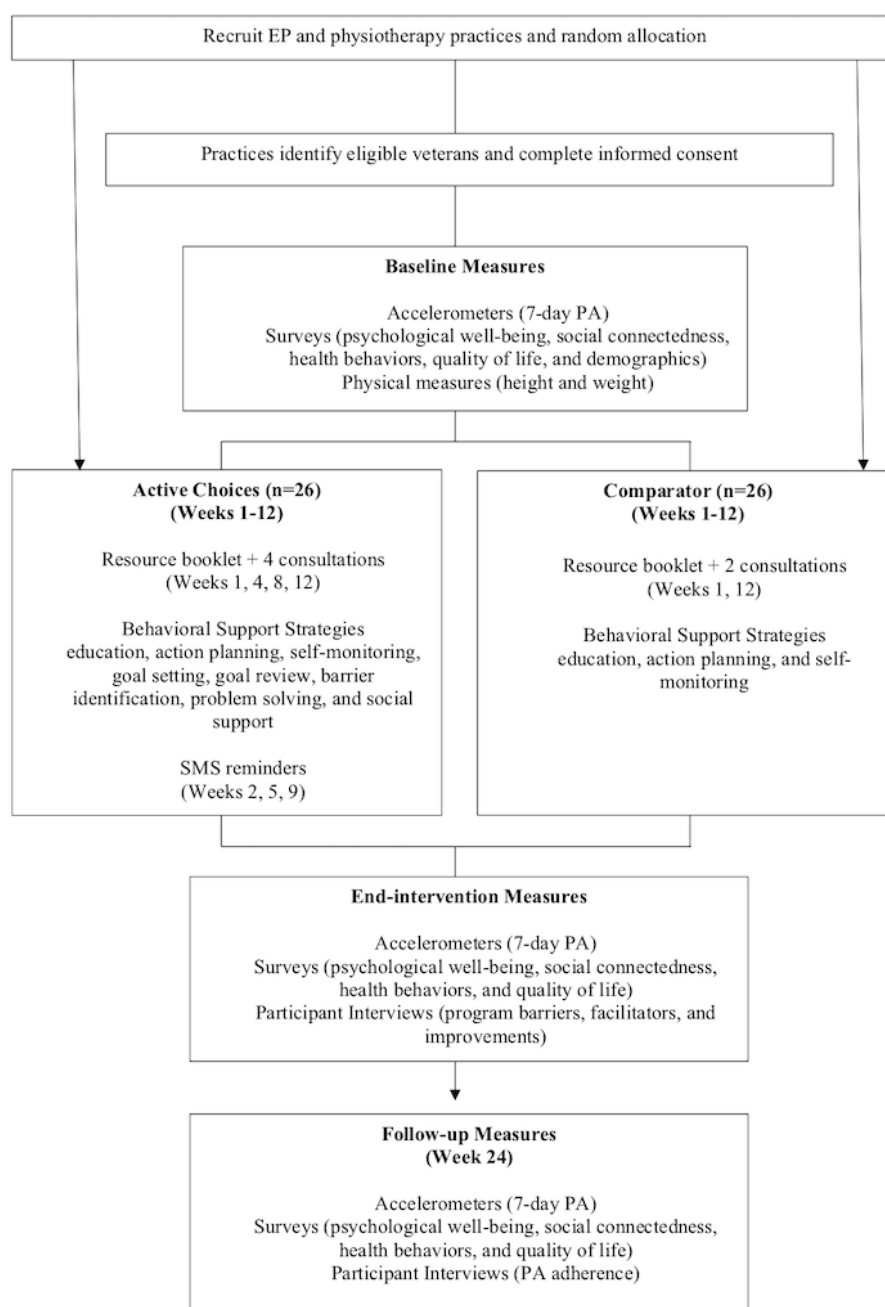 Recruit EP and physiotherapy practices and random allocation
Practices identify eligible veterans and complete informed consent
Baseline Measures
Accelerometers (7-day PA)
Surveys (psychological well-being, social connectedness,
health behaviors, quality of life, and demographics)
Physical measures (height and weight)
Active Choices (n=26)
(Weeks 1-12)
Resource booklet + 4 consultations
(Weeks 1, 4, 8, 12)
Behavioral Support Strategies
education, action planning, self-monitoring,
goal setting, goal review, barrier
identification, problem solving, and social
support
SMS reminders
(Weeks 2, 5, 9)
Comparator (n=26)
(Weeks 1-12)
Resource booklet + 2 consultations
(Weeks 1, 12)
Behavioral Support Strategies
education, action planning, and self-
monitoring
End-intervention Measures
Accelerometers (7-day PA)
Surveys (psychological well-being, social connectedness,
health behaviors, and quality of life)
Participant Interviews (program barriers, facilitators, and
improvements)
Follow-up Measures
(Week 24)
Accelerometers (7-day PA)
Surveys (psychological well-being, social connectedness,
health behaviors, and quality of life)
Participant Interviews (PA adherence)